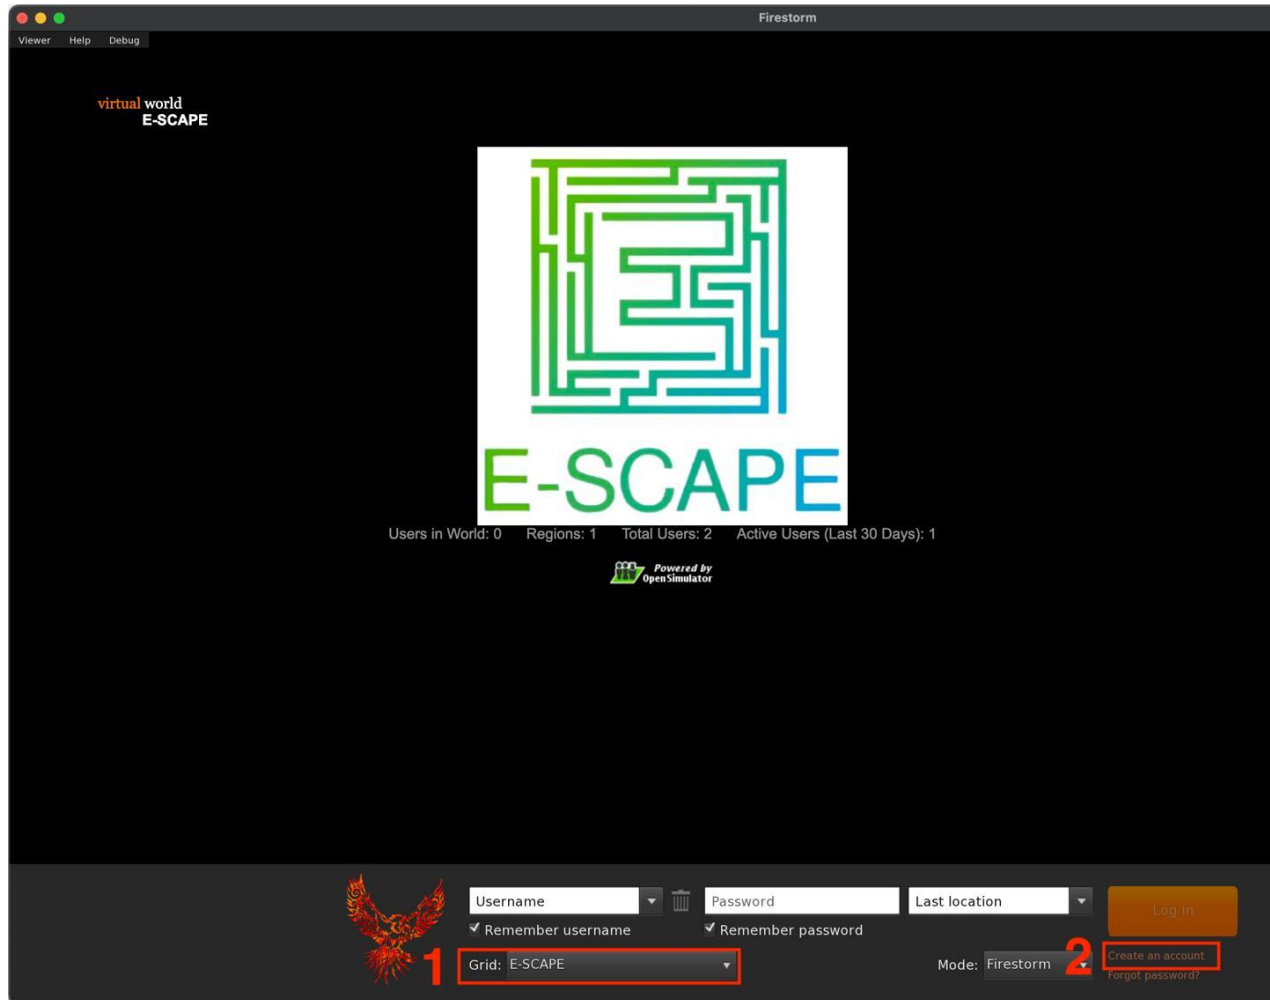 Firestorm
Viewer Help Debug
virtual world
E-SCAPE
E-SCAPE
Users in World: 0 Regions: 1 Total Users: 2 Active Users (Last 30 Days): 1
Powered by
OpenSimulator
Username Password Last location Log In
Remember username Remember password
1 Grid: E-SCAPE Mode: Firestorm 2 Create an account
Forgot password?